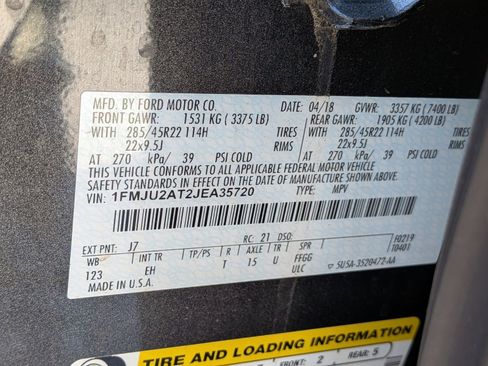 MFD. BY FORD MOTOR CO. DATE: 04/18 GVWR: 3357 KG ( 7400 LB)
FRONT GAWR: 1531 KG ( 3375 LB) REAR GAWR: 1905 KG ( 4200 LB)
WITH 285/45R22 114H TIRES WITH 285/45R22 114H TIRES
22x9.5J RIMS 22x9.5J RIMS
AT 270 kPa/ 39 PSI COLD AT 270 kPa/ 39 PSI COLD
THIS VEHICLE CONFORMS TO ALL APPLICABLE FEDERAL MOTOR VEHICLE
SAFETY STANDARDS IN EFFECT ON THE DATE OF MANUFACTURE SHOWN ABOVE.
VIN: 1FMJU2AT2JEA35720 TYPE: MPV
F0219
T0401
EXT PNT: J7 RC: 21 DSO:
WB INT TR TP/PS R AXLE TR SPR
123 EH T 15 U FFGG
ULC
MADE IN U.S.A. ▽ 5U5A-3520472-AA
TIRE AND LOADING INFORMATION
FRONT: 2 REAR: 5